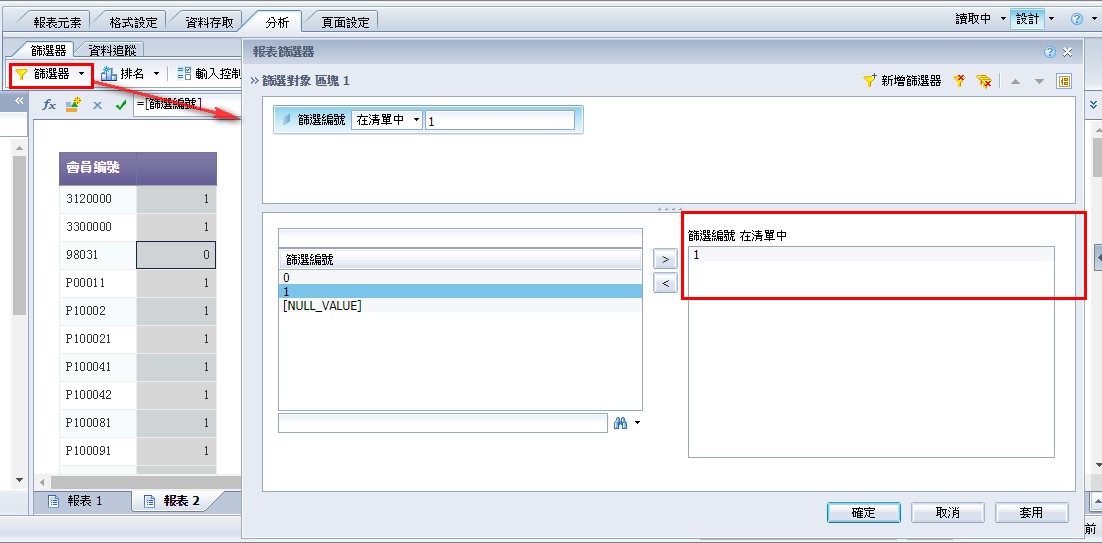 報表元素 格式設定 資料存取 分析 頁面設定 讀取中 設計
篩選器 資料追蹤
篩選器 排名 輸入控制
fx =[篩選編號]
報表篩選器
篩選對象 區塊 1 新增篩選器
篩選編號 在清單中 1
會員編號
3120000 1
3300000 1
98031 0
P00011 1
P10002 1
P100021 1
P100041 1
P100042 1
P100081 1
P100091 1
篩選編號
0
1
[NULL_VALUE]
>
<
篩選編號 在清單中
1
報表 1 報表 2
確定 取消 套用
前